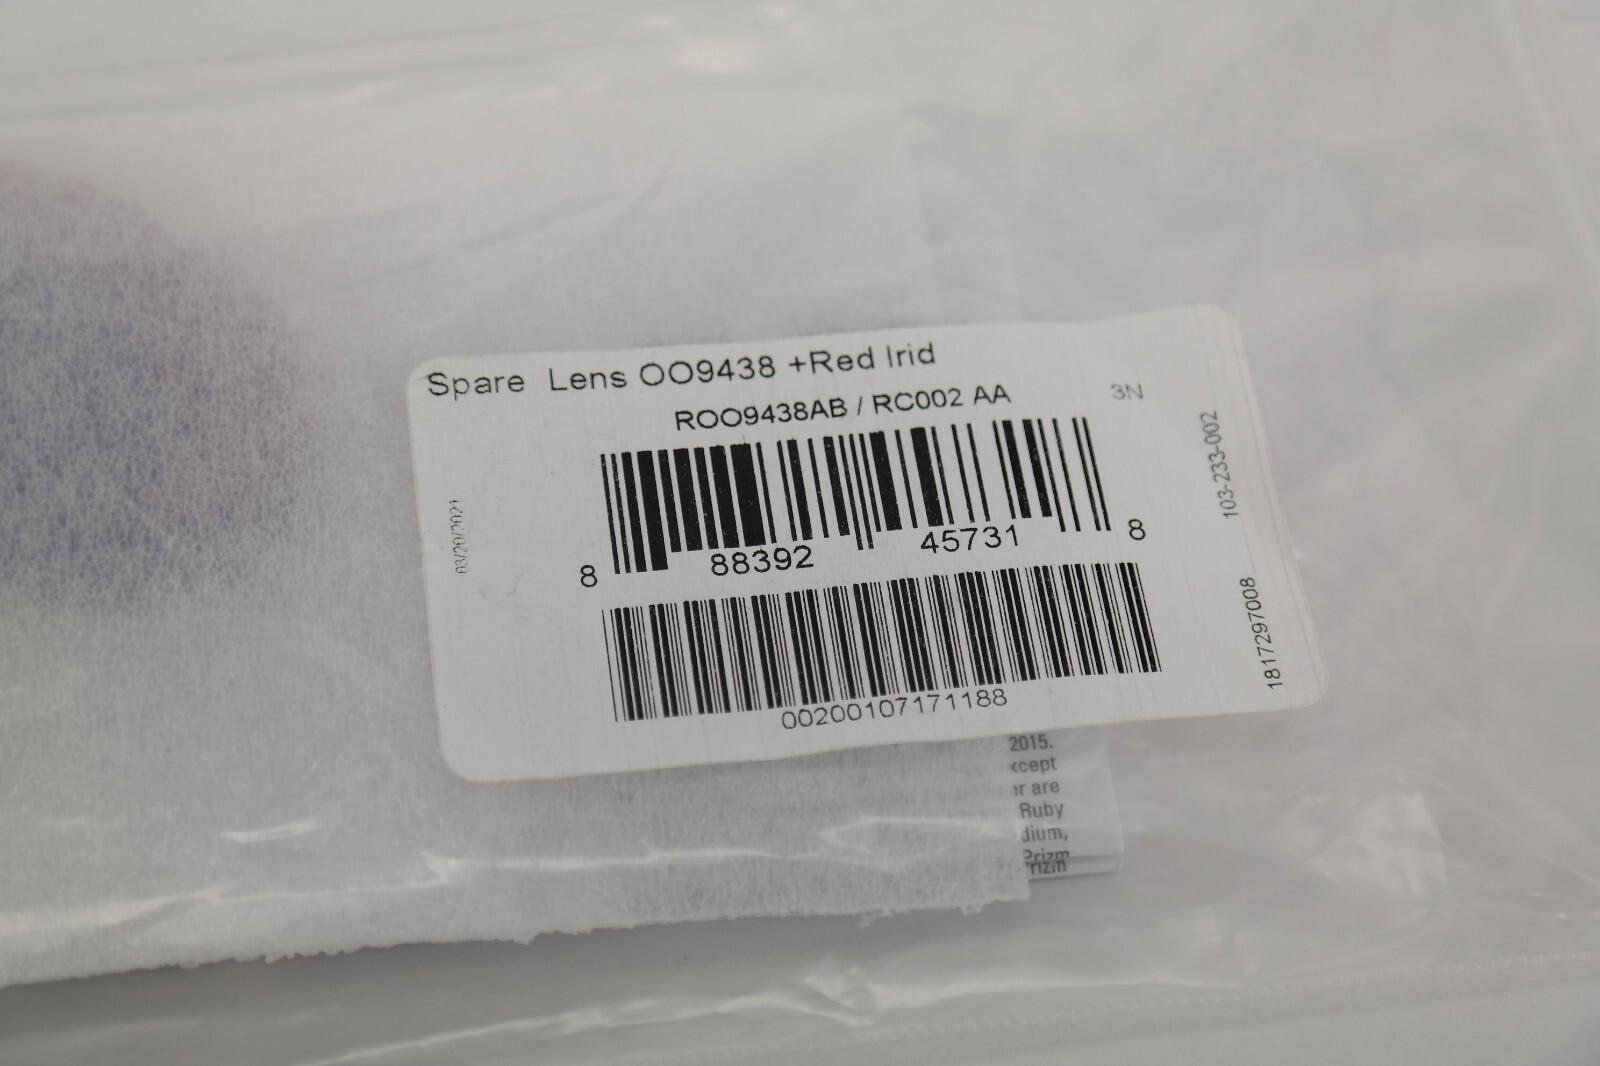 Spare Lens OO9438 +Red Irid
ROO9438AB / RC002 AA
3N
103-233-002
03/20/2021
8 88392 45731 8
1817297008
00200107171188
2015.
xcept
r are
Ruby
dium,
Prizm
rizm